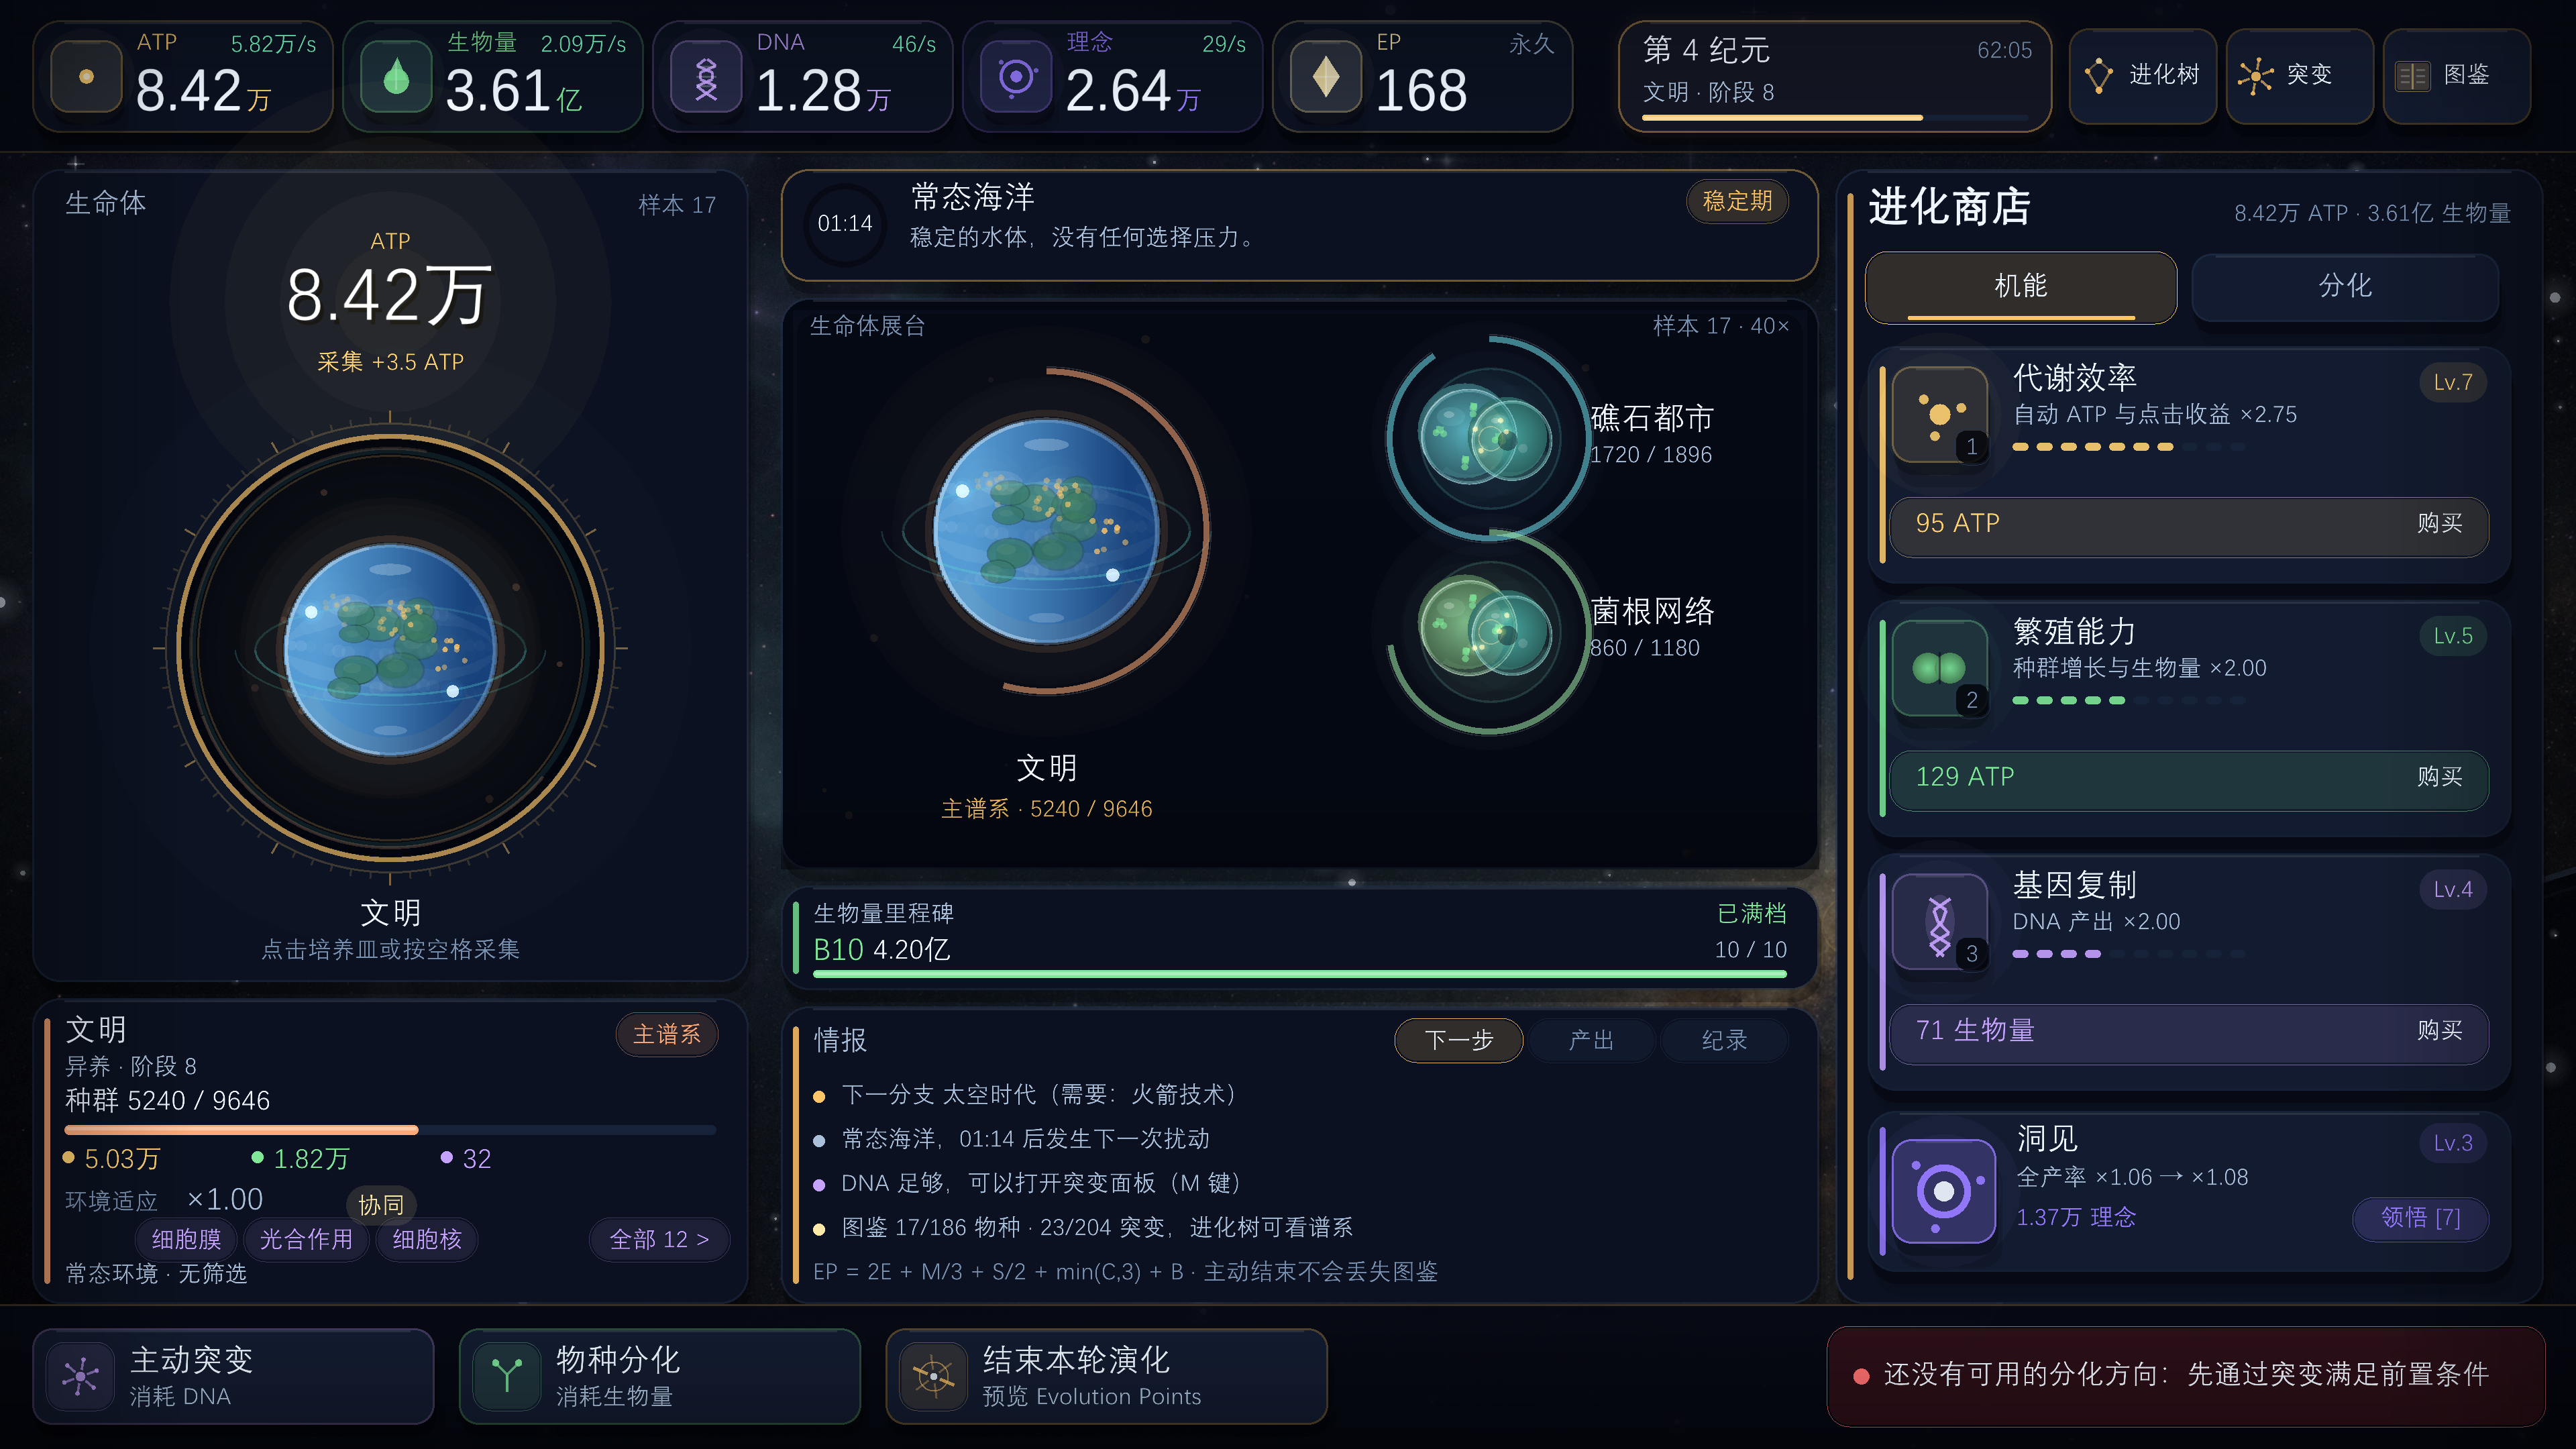 ATP 5.82万/s
8.42万
生物量 2.09万/s
3.61亿
DNA 46/s
1.28万
理念 29/s
2.64万
EP 永久
168
第 4 纪元 62:05
文明 · 阶段 8
进化树
突变
图鉴
生命体 样本 17
ATP
8.42万
采集 +3.5 ATP
文明
点击培养皿或按空格采集
文明 主谱系
异养 · 阶段 8
种群 5240 / 9646
5.03万 1.82万 32
环境适应 ×1.00 协同
细胞膜 光合作用 细胞核 全部 12 >
常态环境 · 无筛选
01:14
常态海洋 稳定期
稳定的水体，没有任何选择压力。
生命体展台 样本 17 · 40×
礁石都市
1720 / 1896
菌根网络
860 / 1180
文明
主谱系 · 5240 / 9646
生物量里程碑 已满档
B10 4.20亿 10 / 10
情报 下一步 产出 纪录
下一分支 太空时代（需要：火箭技术）
常态海洋，01:14 后发生下一次扰动
DNA 足够，可以打开突变面板（M 键）
图鉴 17/186 物种 · 23/204 突变，进化树可看谱系
EP = 2E + M/3 + S/2 + min(C,3) + B · 主动结束不会丢失图鉴
进化商店 8.42万 ATP · 3.61亿 生物量
机能 分化
代谢效率 Lv.7
自动 ATP 与点击收益 ×2.75
1
95 ATP 购买
繁殖能力 Lv.5
种群增长与生物量 ×2.00
2
129 ATP 购买
基因复制 Lv.4
DNA 产出 ×2.00
3
71 生物量 购买
洞见 Lv.3
全产率 ×1.06 → ×1.08
1.37万 理念 领悟 [7]
主动突变
消耗 DNA
物种分化
消耗生物量
结束本轮演化
预览 Evolution Points
还没有可用的分化方向：先通过突变满足前置条件